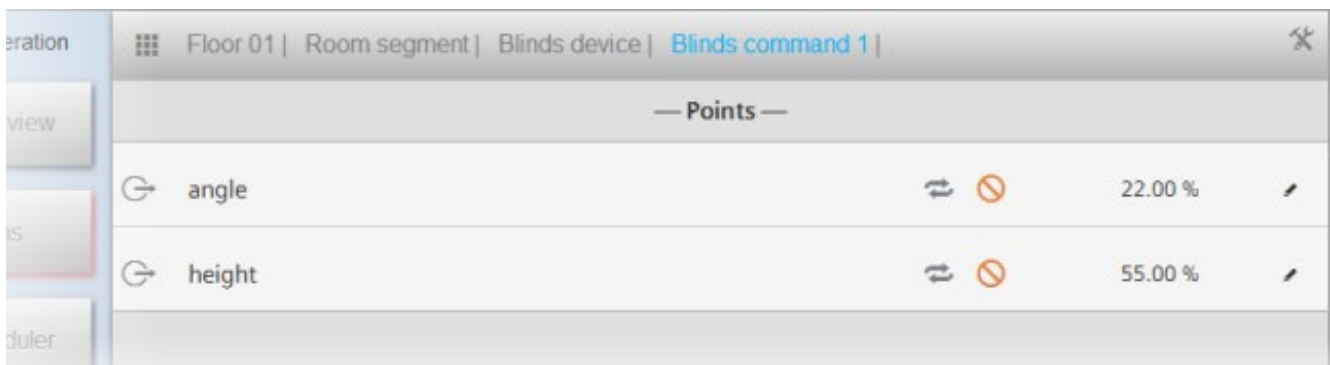 eration
Floor 01 | Room segment | Blinds device | Blinds command 1 |
view
— Points —
angle 22.00 %
ns
height 55.00 %
duler